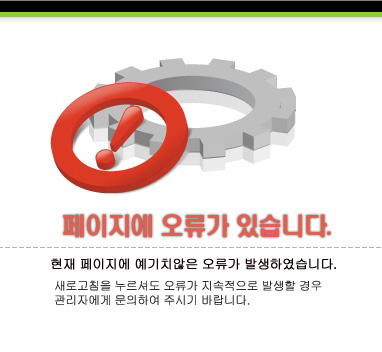 페이지에 오류가 있습니다.
현재 페이지에 예기치않은 오류가 발생하였습니다.
새로고침을 누르셔도 오류가 지속적으로 발생할 경우
관리자에게 문의하여 주시기 바랍니다.